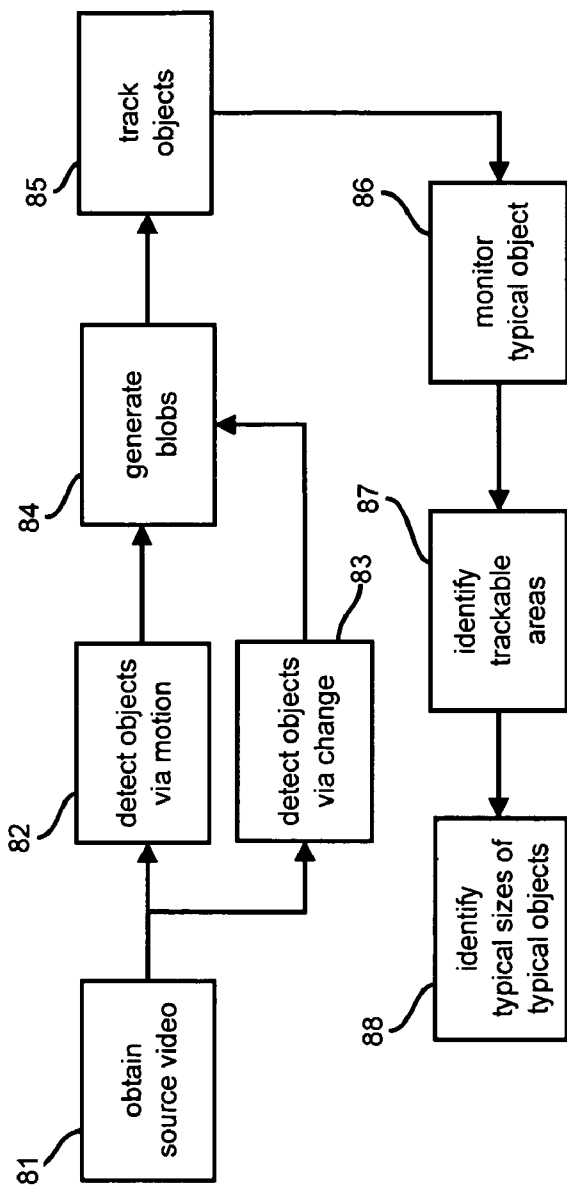 81
obtain
source video
82
detect objects
via motion
83
detect objects
via change
84
generate
blobs
85
track
objects
86
monitor
typical object
87
identify
trackable
areas
88
identify
typical sizes of
typical objects